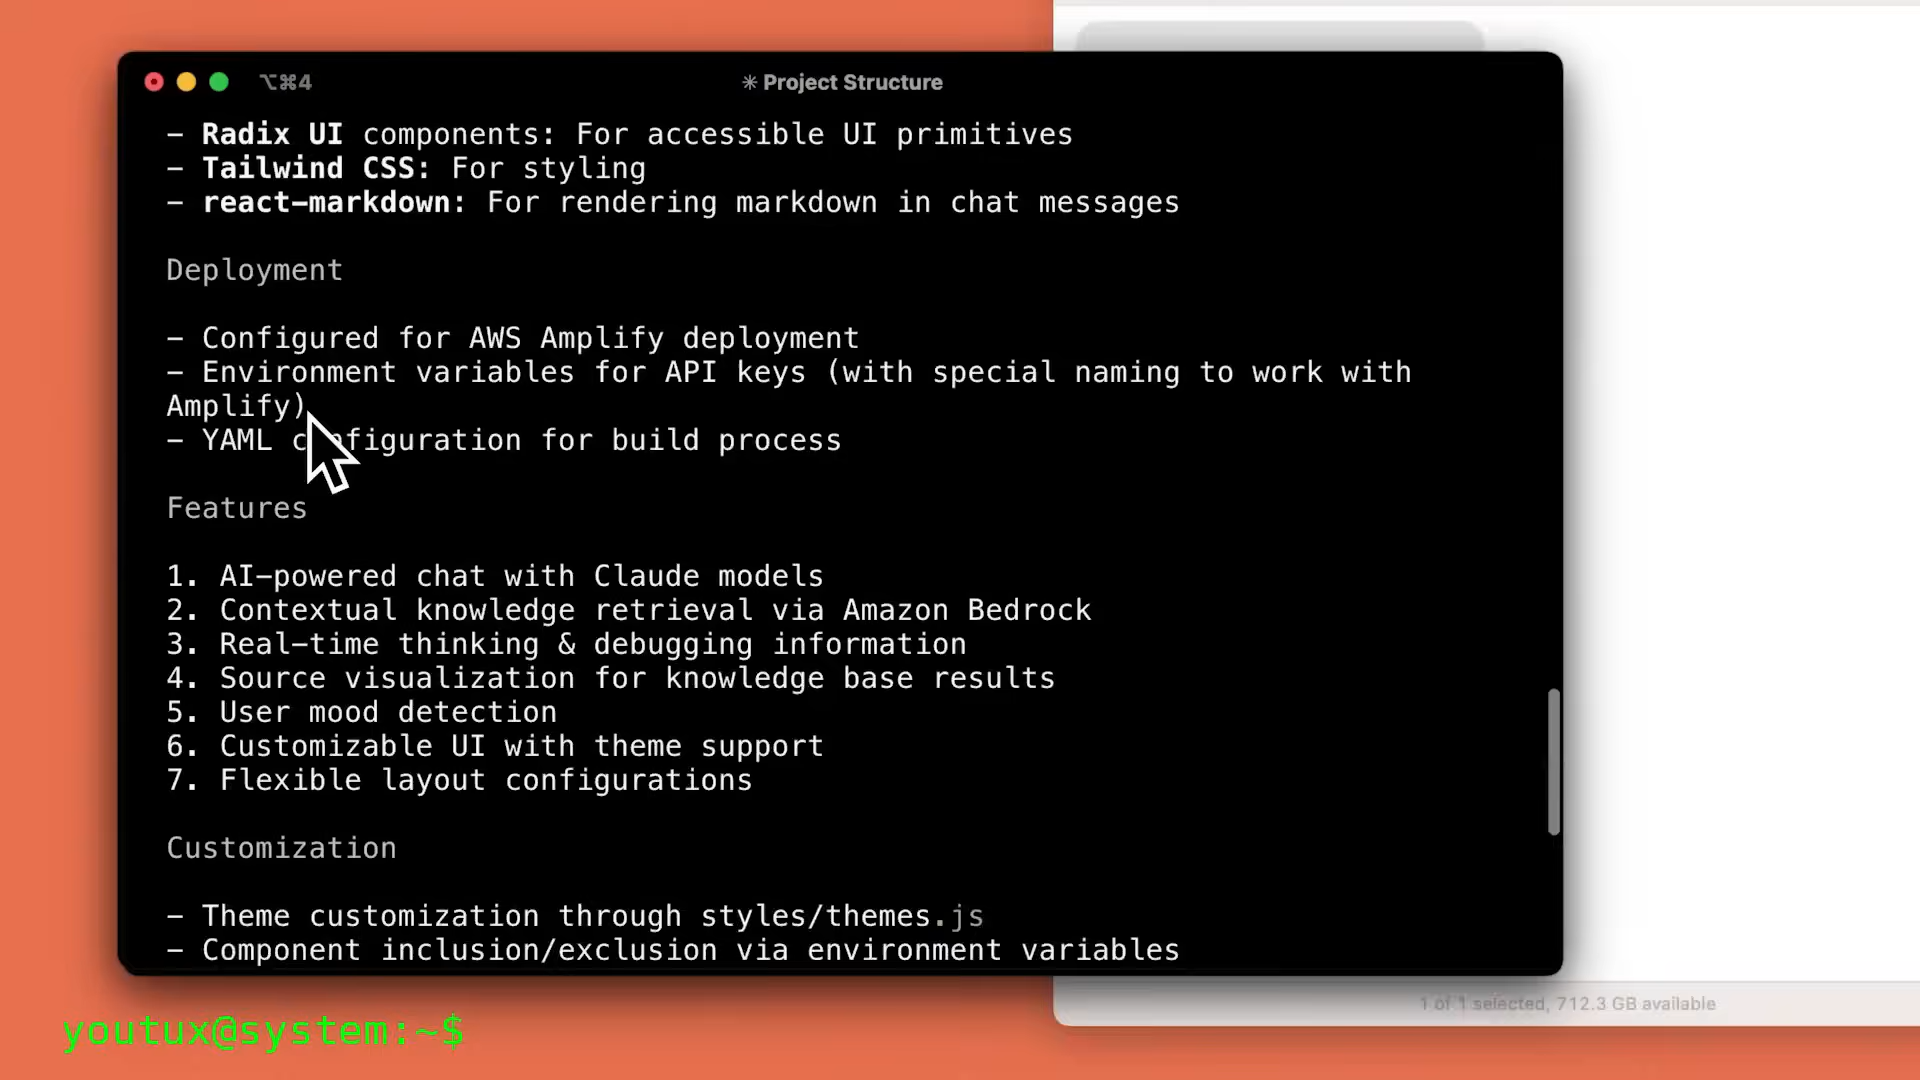 ⌥⌘4
✳ Project Structure
– Radix UI components: For accessible UI primitives
– Tailwind CSS: For styling
– react-markdown: For rendering markdown in chat messages
Deployment
– Configured for AWS Amplify deployment
– Environment variables for API keys (with special naming to work with
Amplify)
– YAML configuration for build process
Features
1. AI-powered chat with Claude models
2. Contextual knowledge retrieval via Amazon Bedrock
3. Real-time thinking & debugging information
4. Source visualization for knowledge base results
5. User mood detection
6. Customizable UI with theme support
7. Flexible layout configurations
Customization
– Theme customization through styles/themes.js
– Component inclusion/exclusion via environment variables
1 of 1 selected, 712.3 GB available
youtux@system:~$